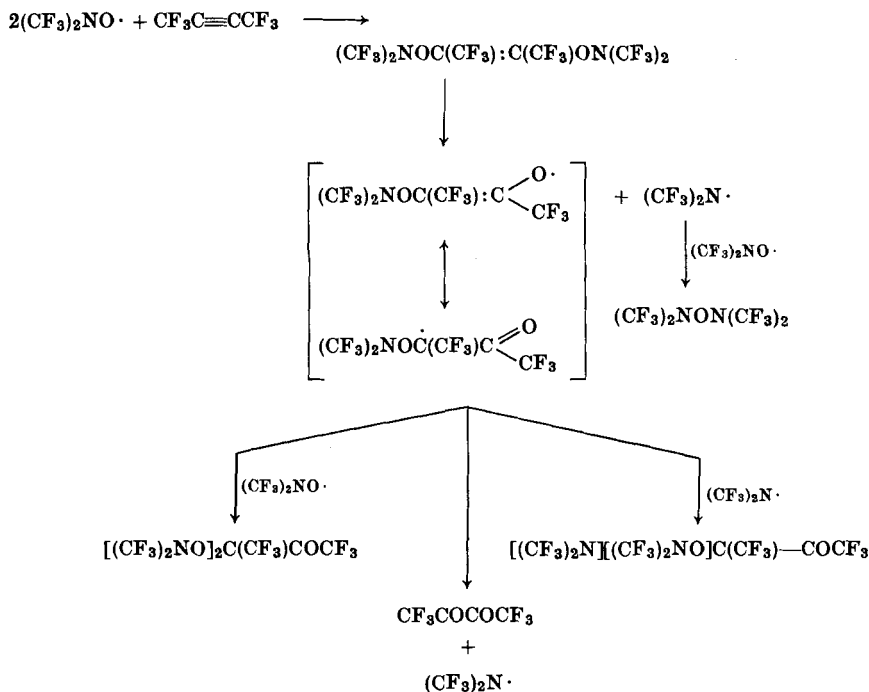 2(CF₃)₂NO· + CF₃C≡CCF₃
(CF₃)₂NOC(CF₃):C(CF₃)ON(CF₃)₂
O·
(CF₃)₂NOC(CF₃):C
CF₃
+ (CF₃)₂N·
(CF₃)₂NO·
(CF₃)₂NON(CF₃)₂
O
(CF₃)₂NOĊ(CF₃)C
CF₃
(CF₃)₂NO·
(CF₃)₂N·
[(CF₃)₂NO]₂C(CF₃)COCF₃
[(CF₃)₂N][(CF₃)₂NO]C(CF₃)—COCF₃
CF₃COCOCF₃
+
(CF₃)₂N·